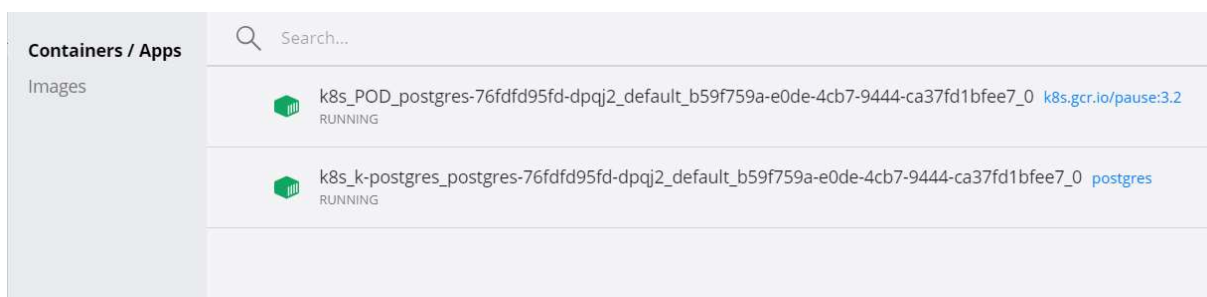 Containers / Apps
Images
Search...
k8s_POD_postgres-76fdfd95fd-dpqj2_default_b59f759a-e0de-4cb7-9444-ca37fd1bfee7_0 k8s.gcr.io/pause:3.2
RUNNING
k8s_k-postgres_postgres-76fdfd95fd-dpqj2_default_b59f759a-e0de-4cb7-9444-ca37fd1bfee7_0 postgres
RUNNING